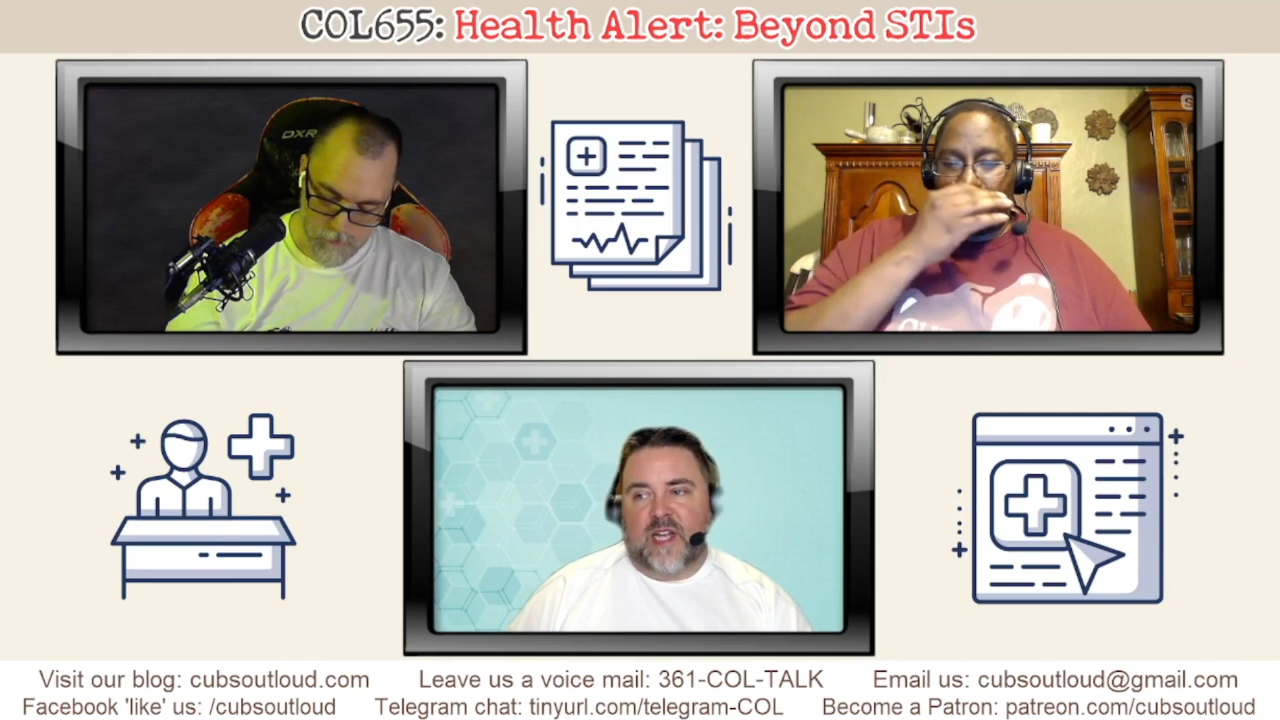 COL655: Health Alert: Beyond STIs
DXR
S
Visit our blog: cubsoutloud.com Leave us a voice mail: 361-COL-TALK Email us: cubsoutloud@gmail.com
Facebook 'like' us: /cubsoutloud Telegram chat: tinyurl.com/telegram-COL Become a Patron: patreon.com/cubsoutloud